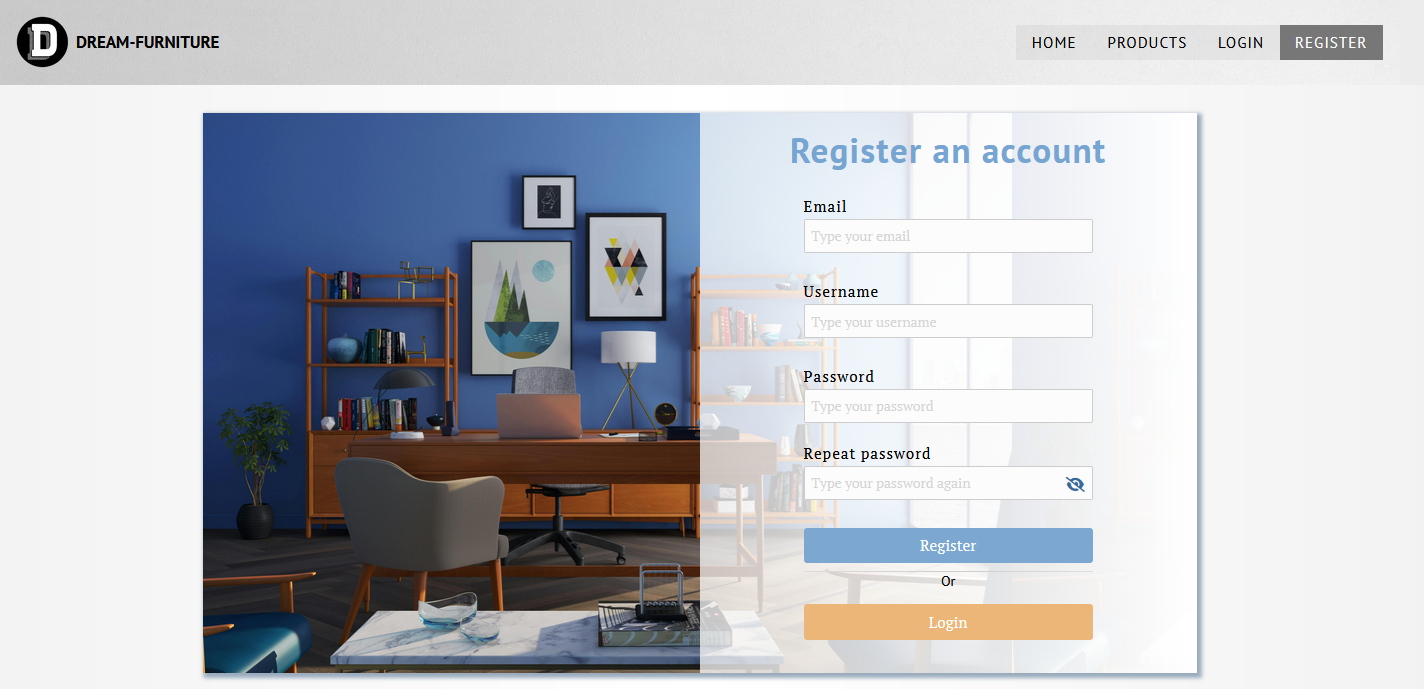 D DREAM-FURNITURE
HOME PRODUCTS LOGIN REGISTER
Register an account
Email
Type your email
Username
Type your username
Password
Type your password
Repeat password
Type your password again
Register
Or
Login